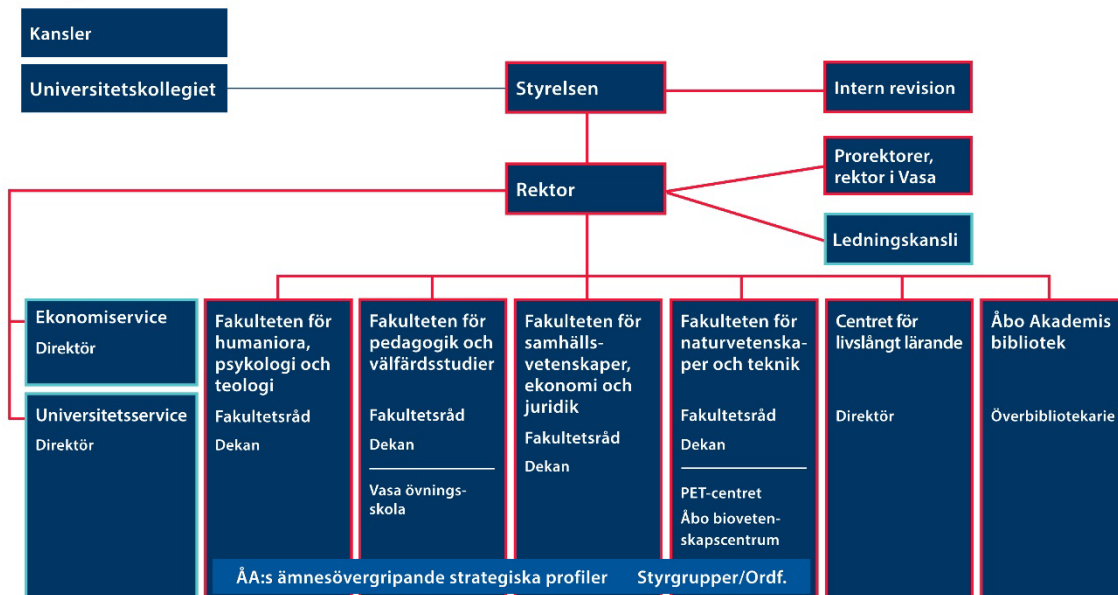 Kansler
Universitetskollegiet
Styrelsen
Intern revision
Prorektorer,
rektor i Vasa
Rektor
Ledningskansli
Ekonomiservice
Direktör
Universitetsservice
Direktör
Fakulteten för
humaniora,
psykologi och
teologi
Fakultetsråd
Dekan
Fakulteten för
pedagogik och
välfärdsstudier
Fakultetsråd
Dekan
Vasa övnings-
skola
Fakulteten för
samhälls-
vetenskaper,
ekonomi och
juridik
Fakultetsråd
Dekan
Fakulteten för
naturvetenska-
per och teknik
Fakultetsråd
Dekan
PET-centret
Åbo bioveten-
skapscentrum
Centret för
livslångt lärande
Direktör
Åbo Akademis
bibliotek
Överbibliotekarie
ÅA:s ämnesövergripande strategiska profiler Styrgrupper/Ordf.